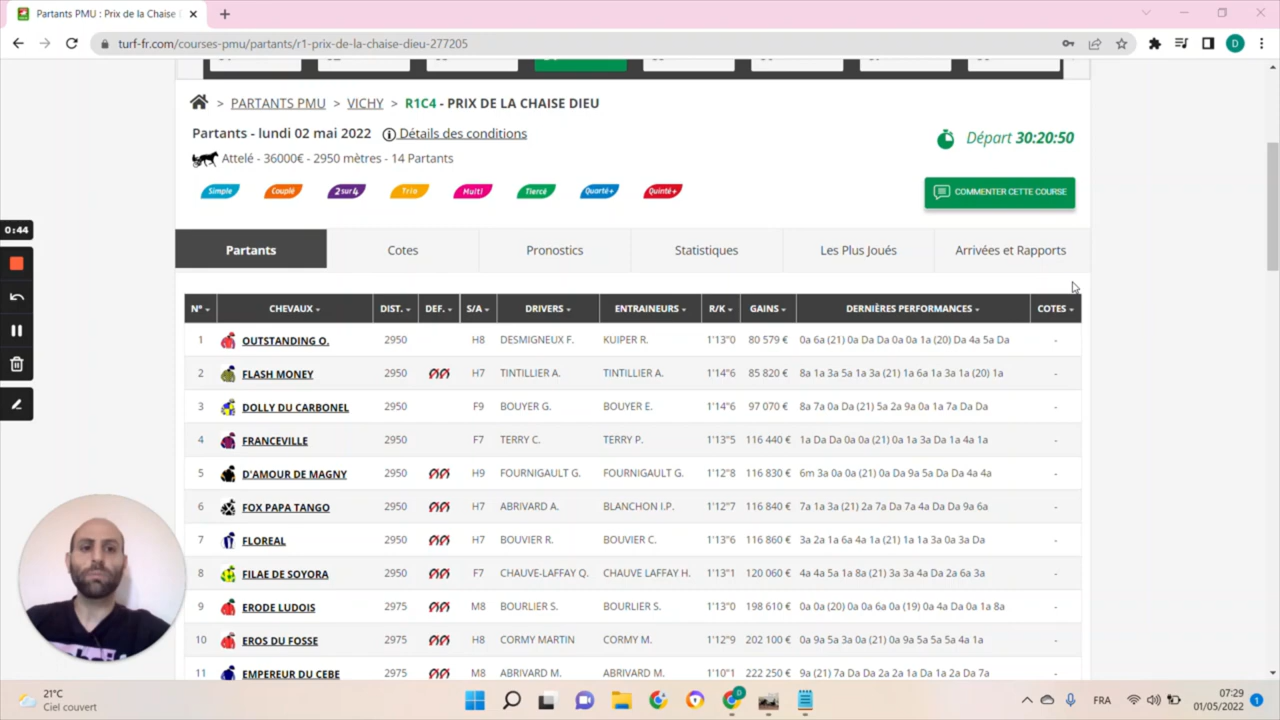 Partants PMU : Prix de la Chaise
turf-fr.com/courses-pmu/partants/r1-prix-de-la-chaise-dieu-277205
D
> PARTANTS PMU > VICHY > R1C4 - PRIX DE LA CHAISE DIEU
Partants - lundi 02 mai 2022 Détails des conditions
Départ 30:20:50
Attelé - 36000€ - 2950 mètres - 14 Partants
Simple Couplé 2sur4 Trio Multi Tiercé Quarté+ Quinté+
COMMENTER CETTE COURSE
0:44
Partants Cotes Pronostics Statistiques Les Plus Joués Arrivées et Rapports
N° CHEVAUX DIST. DEF. S/A DRIVERS ENTRAINEURS R/K GAINS DERNIÈRES PERFORMANCES COTES
1 OUTSTANDING O. 2950 H8 DESMIGNEUX F. KUIPER R. 1'13"0 80 579 € 0a 6a (21) 0a Da Da 0a 0a 1a (20) Da 4a 5a Da -
2 FLASH MONEY 2950 H7 TINTILLIER A. TINTILLIER A. 1'14"6 85 820 € 8a 1a 3a 5a 1a 3a (21) 1a 6a 1a 3a 1a (20) 1a -
3 DOLLY DU CARBONEL 2950 F9 BOUYER G. BOUYER E. 1'14"6 97 070 € 8a 7a 0a Da (21) 5a 2a 9a 0a 1a 7a Da Da -
4 FRANCEVILLE 2950 F7 TERRY C. TERRY P. 1'13"5 116 440 € 1a Da Da 0a 0a (21) 0a 1a 3a Da 1a 4a 1a -
5 D'AMOUR DE MAGNY 2950 H9 FOURNIGAULT G. FOURNIGAULT G. 1'12"8 116 830 € 6m 3a 0a 0a (21) 0a Da 9a 5a Da Da 4a 4a -
6 FOX PAPA TANGO 2950 H7 ABRIVARD A. BLANCHON I.P. 1'12"7 116 840 € 7a 1a 3a (21) 2a 7a Da 7a 4a Da Da 9a 6a -
7 FLOREAL 2950 H7 BOUVIER R. BOUVIER C. 1'13"6 116 860 € 3a 2a 1a 6a 4a 1a (21) 1a 1a 3a 0a 3a Da -
8 FILAE DE SOYORA 2950 F7 CHAUVE-LAFFAY Q. CHAUVE LAFFAY H. 1'13"1 120 060 € 4a 4a 5a 1a 8a (21) 3a 3a 4a Da 2a 6a 3a -
9 ERODE LUDOIS 2975 M8 BOURLIER S. BOURLIER S. 1'13"0 198 610 € 0a 0a (20) 0a 0a 6a 0a (19) 0a 4a Da 0a 1a 8a -
10 EROS DU FOSSE 2975 H8 CORMY MARTIN CORMY M. 1'12"9 202 100 € 0a 9a 5a 3a 0a (21) 0a 9a 5a 5a 5a 4a 1a -
11 EMPEREUR DU CEBE 2975 M8 ABRIVARD M. ABRIVARD M. 1'10"1 222 250 € 9a (21) 7a Da Da 2a 2a 1a Da 1a 2a Da 7a -
21°C
Ciel couvert
D
FRA
07:29
01/05/2022
1